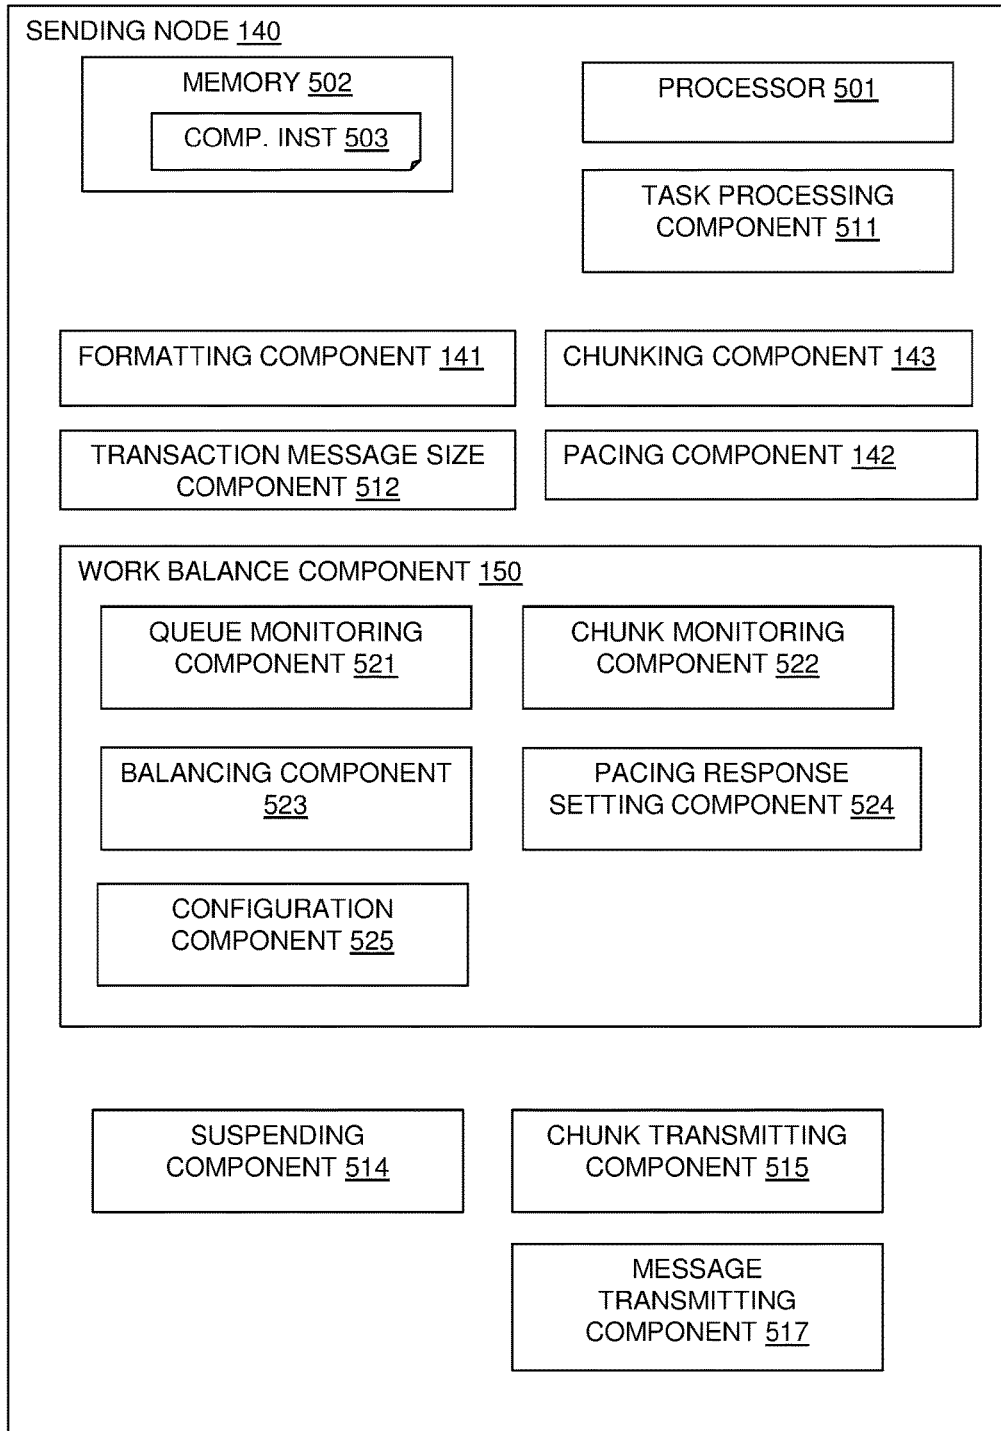 SENDING NODE 140
MEMORY 502
COMP. INST 503
PROCESSOR 501
TASK PROCESSING
COMPONENT 511
FORMATTING COMPONENT 141
CHUNKING COMPONENT 143
TRANSACTION MESSAGE SIZE
COMPONENT 512
PACING COMPONENT 142
WORK BALANCE COMPONENT 150
QUEUE MONITORING
COMPONENT 521
CHUNK MONITORING
COMPONENT 522
BALANCING COMPONENT
523
PACING RESPONSE
SETTING COMPONENT 524
CONFIGURATION
COMPONENT 525
SUSPENDING
COMPONENT 514
CHUNK TRANSMITTING
COMPONENT 515
MESSAGE
TRANSMITTING
COMPONENT 517